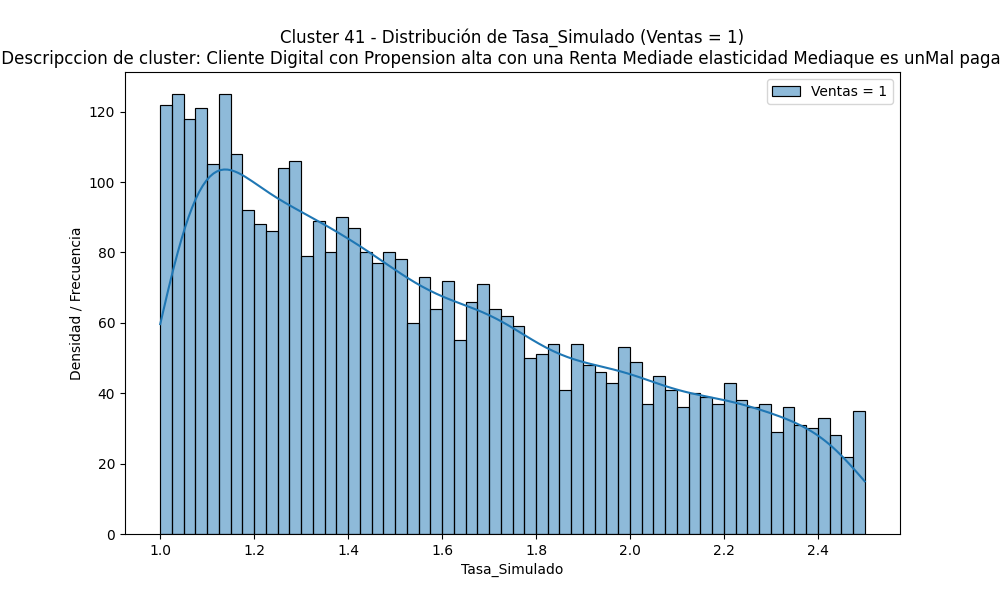 Cluster 41 - Distribución de Tasa_Simulado (Ventas = 1)
Descripccion de cluster: Cliente Digital con Propension alta con una Renta Mediade elasticidad Mediaque es unMal paga
Ventas = 1
Densidad / Frecuencia
120
100
80
60
40
20
0
1.0 1.2 1.4 1.6 1.8 2.0 2.2 2.4
Tasa_Simulado